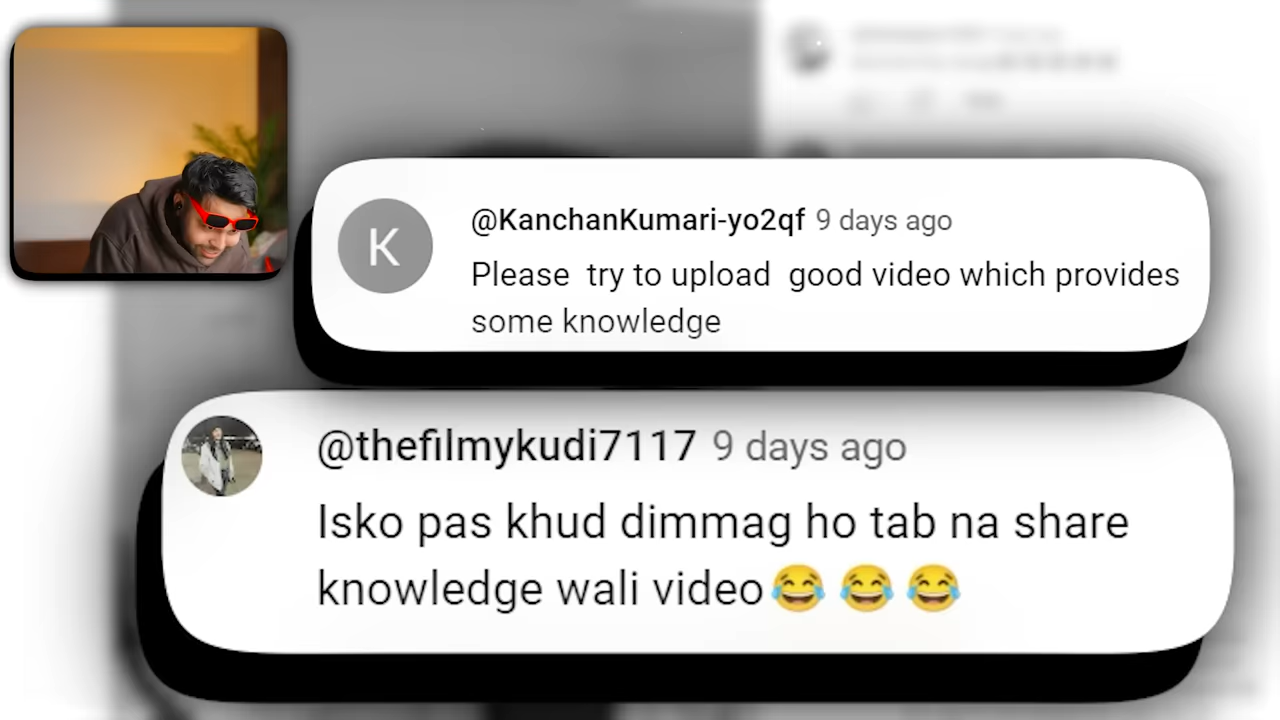 @KanchanKumari-yo2qf 9 days ago
Please try to upload good video which provides
some knowledge
K
@thefilmykudi7117 9 days ago
Isko pas khud dimmag ho tab na share
knowledge wali video😂😂😂